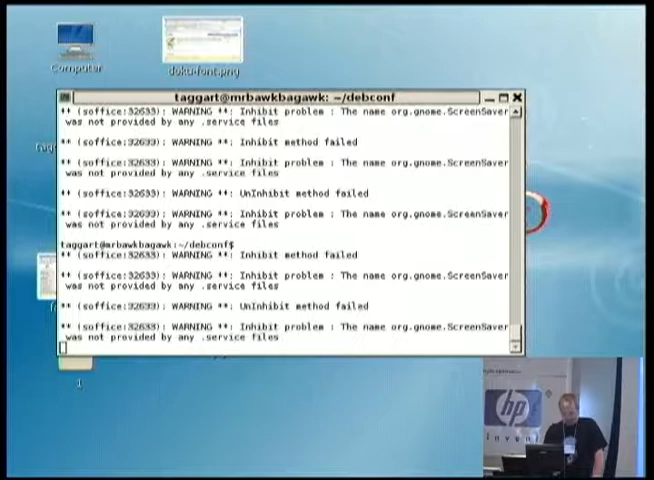 Computer
doku-font.png
taggart@mrbawkbagawk: ~/debconf
** (soffice:32633): WARNING **: Inhibit problem : The name org.gnome.ScreenSaver
was not provided by any .service files
** (soffice:32633): WARNING **: Inhibit method failed
** (soffice:32633): WARNING **: Inhibit problem : The name org.gnome.ScreenSaver
was not provided by any .service files
** (soffice:32633): WARNING **: UnInhibit method failed
** (soffice:32633): WARNING **: Inhibit problem : The name org.gnome.ScreenSaver
was not provided by any .service files
taggart@mrbawkbagawk:~/debconf$
** (soffice:32633): WARNING **: Inhibit method failed
** (soffice:32633): WARNING **: Inhibit problem : The name org.gnome.ScreenSaver
was not provided by any .service files
** (soffice:32633): WARNING **: UnInhibit method failed
** (soffice:32633): WARNING **: Inhibit problem : The name org.gnome.ScreenSaver
was not provided by any .service files
1
hp
invent